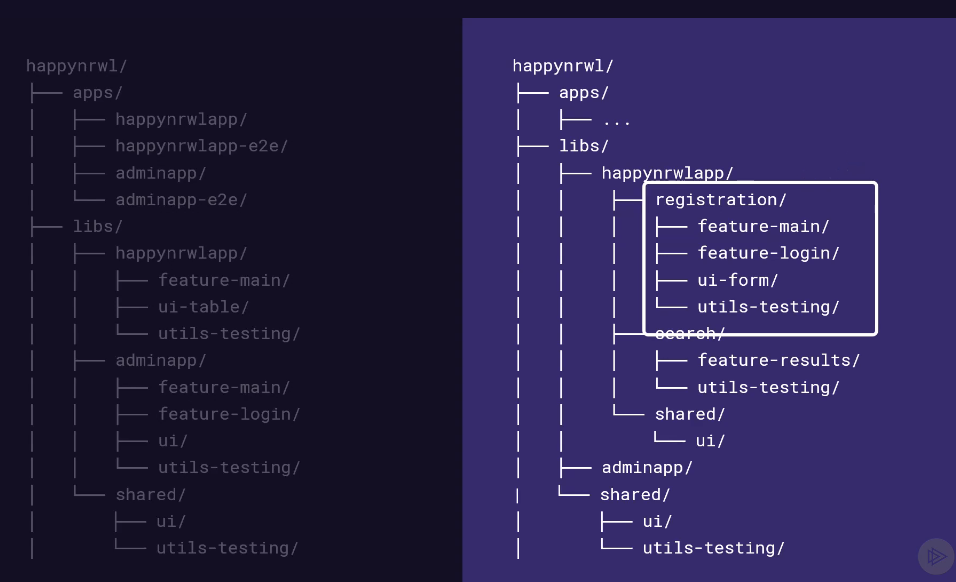 happynrwl/
├── apps/
│   ├── happynrwlapp/
│   ├── happynrwlapp-e2e/
│   ├── adminapp/
│   └── adminapp-e2e/
├── libs/
│   ├── happynrwlapp/
│   │   ├── feature-main/
│   │   ├── ui-table/
│   │   └── utils-testing/
│   ├── adminapp/
│   │   ├── feature-main/
│   │   ├── feature-login/
│   │   ├── ui/
│   │   └── utils-testing/
│   └── shared/
│       ├── ui/
│       └── utils-testing/
happynrwl/
├── apps/
│   ├── ...
├── libs/
│   ├── happynrwlapp/
│   │   ├── registration/
│   │   │   ├── feature-main/
│   │   │   ├── feature-login/
│   │   │   ├── ui-form/
│   │   │   └── utils-testing/
│   │   ├── search/
│   │   │   ├── feature-results/
│   │   │   └── utils-testing/
│   │   └── shared/
│   │       └── ui/
│   ├── adminapp/
│   └── shared/
│       ├── ui/
│       └── utils-testing/